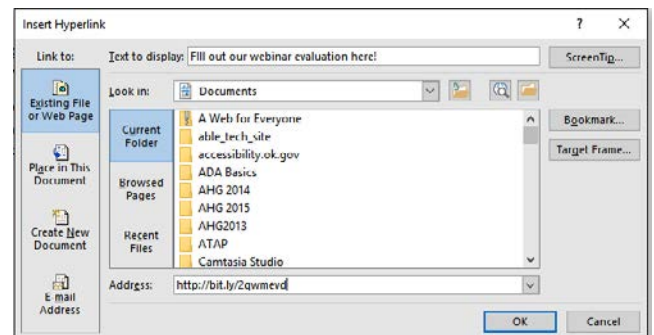 Insert Hyperlink
? ×
Link to:
Text to display: FIll out our webinar evaluation here!
ScreenTip...
Existing File or Web Page
Look in:
Documents
Bookmark...
Target Frame...
Place in This Document
Create New Document
E-mail Address
Current Folder
Browsed Pages
Recent Files
A Web for Everyone
able_tech_site
accessibility.ok.gov
ADA Basics
AHG 2014
AHG 2015
AHG2013
ATAP
Camtasia Studio
Address: http://bit.ly/2qwmevd
OK
Cancel